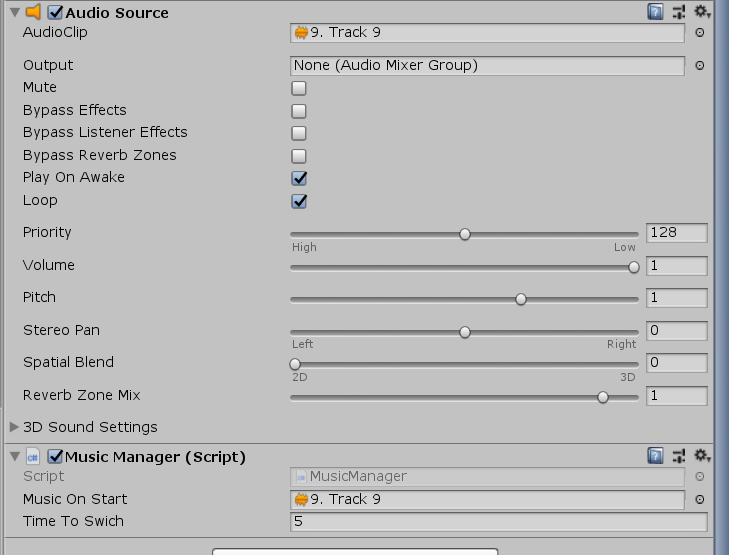 Audio Source
AudioClip 9. Track 9
Output None (Audio Mixer Group)
Mute
Bypass Effects
Bypass Listener Effects
Bypass Reverb Zones
Play On Awake
Loop
Priority 128
High Low
Volume 1
Pitch 1
Stereo Pan 0
Left Right
Spatial Blend 0
2D 3D
Reverb Zone Mix 1
3D Sound Settings
c# Music Manager (Script)
Script MusicManager
Music On Start 9. Track 9
Time To Swich 5